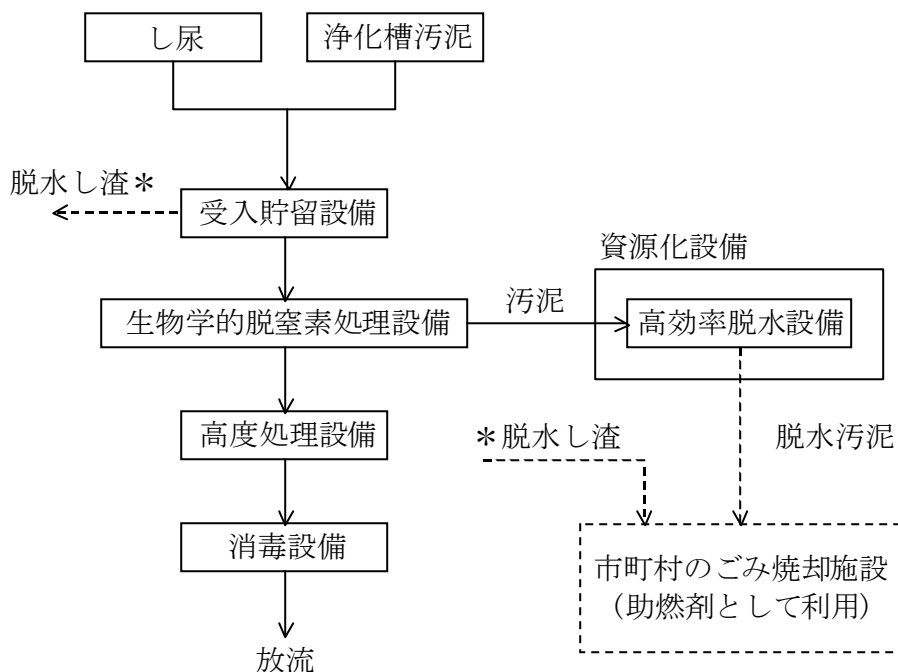 し尿
浄化槽汚泥
脱水し渣＊
受入貯留設備
資源化設備
生物学的脱窒素処理設備
汚泥
高効率脱水設備
高度処理設備
＊脱水し渣
脱水汚泥
消毒設備
市町村のごみ焼却施設
（助燃剤として利用）
放流